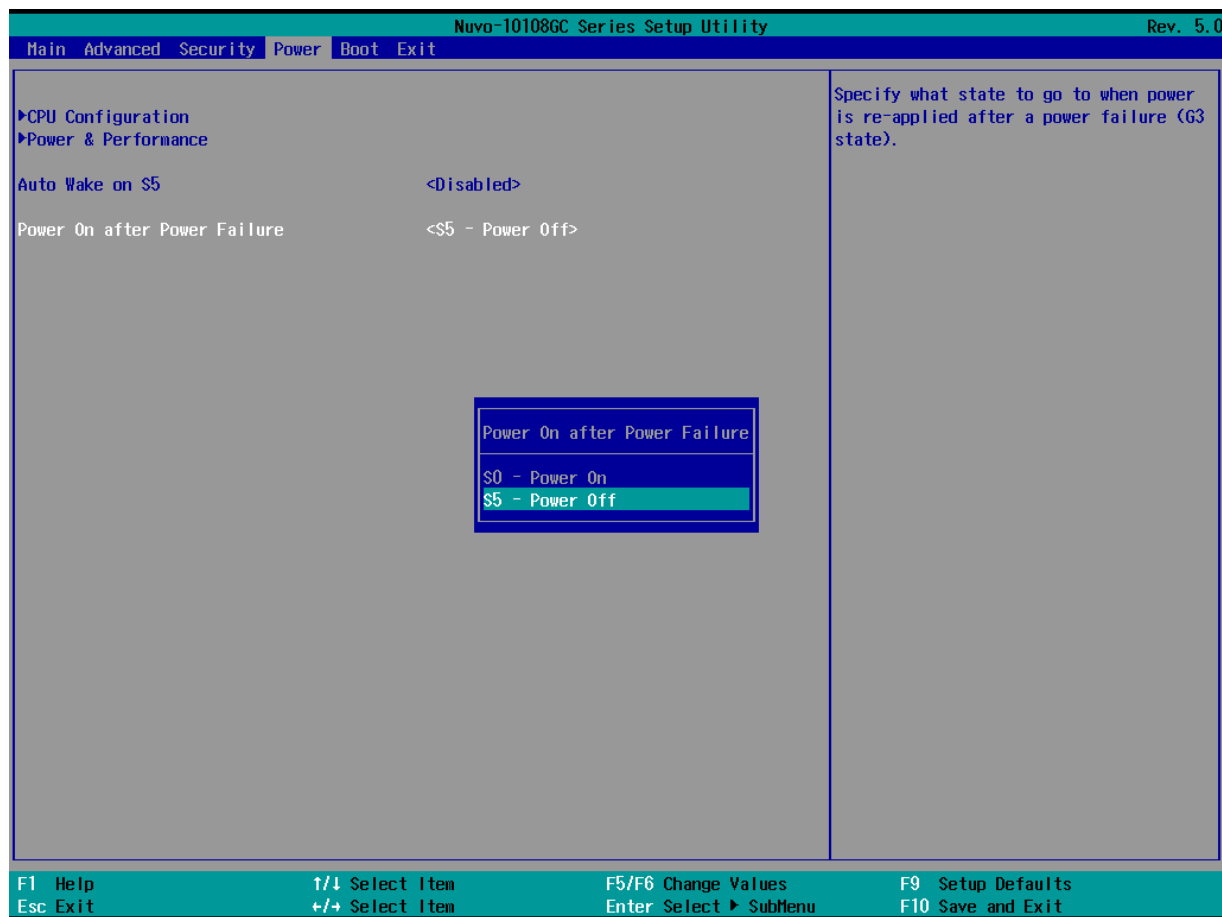 Nuvo-10108GC Series Setup Utility Rev. 5.0
Main Advanced Security Power Boot Exit
▶CPU Configuration
▶Power & Performance
Auto Wake on S5 <Disabled>
Power On after Power Failure <S5 - Power Off>
Specify what state to go to when power
is re-applied after a power failure (G3
state).
Power On after Power Failure
S0 - Power On
S5 - Power Off
F1 Help ↑/↓ Select Item F5/F6 Change Values F9 Setup Defaults
Esc Exit ←/→ Select Item Enter Select ▶ SubMenu F10 Save and Exit